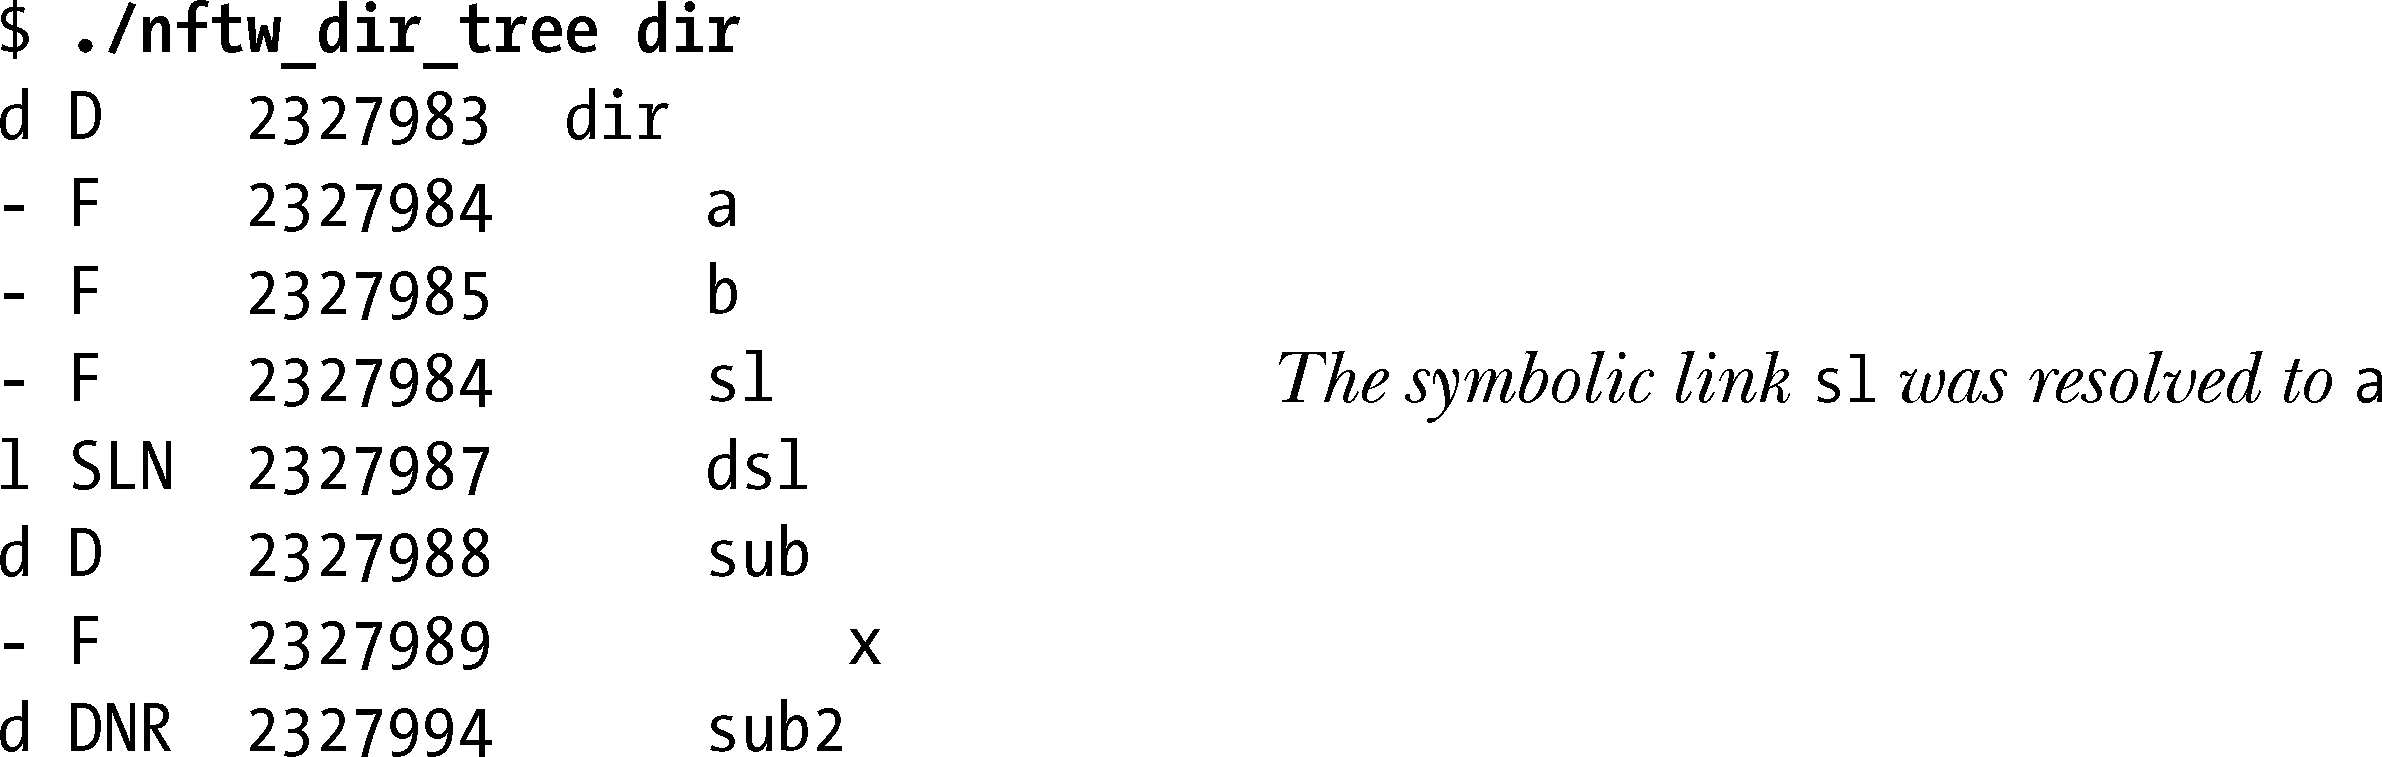 $ ./nftw_dir_tree dir
d D    2327983  dir
- F    2327984      a
- F    2327985      b
- F    2327984      sl                The symbolic link sl was resolved to a
l SLN  2327987      dsl
d D    2327988      sub
- F    2327989          x
d DNR  2327994      sub2